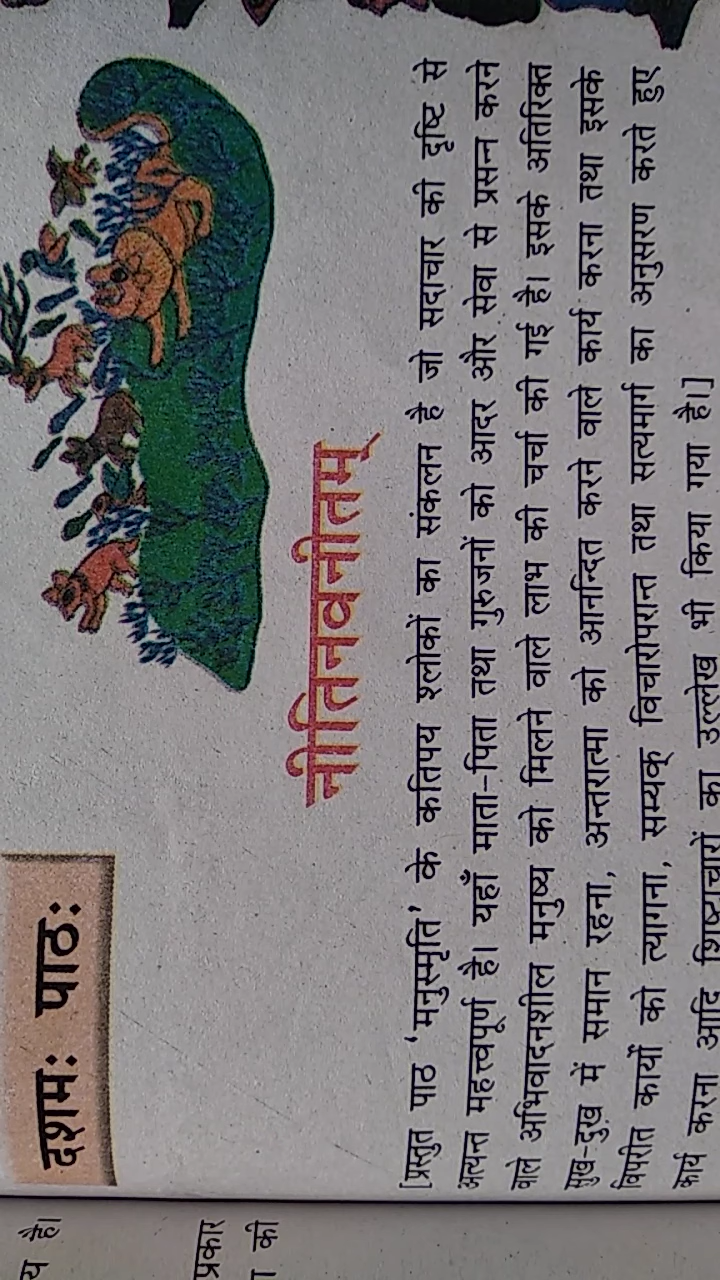 दशमः पाठः
नीतिनवनीतम्
[प्रस्तुत पाठ 'मनुस्मृति' के कतिपय श्लोकों का संकलन है जो सदाचार की दृष्टि से
अत्यन्त महत्त्वपूर्ण है। यहाँ माता-पिता तथा गुरुजनों को आदर और सेवा से प्रसन्न करने
वाले अभिवादनशील मनुष्य को मिलने वाले लाभ की चर्चा की गई है। इसके अतिरिक्त
सुख-दुख में समान रहना, अन्तरात्मा को आनन्दित करने वाले कार्य करना तथा इसके
विपरीत कार्यों को त्यागना, सम्यक् विचारोपरान्त तथा सत्यमार्ग का अनुसरण करते हुए
कार्य करना आदि शिष्टाचारों का उल्लेख भी किया गया है।]
य है।
प्रकार
की